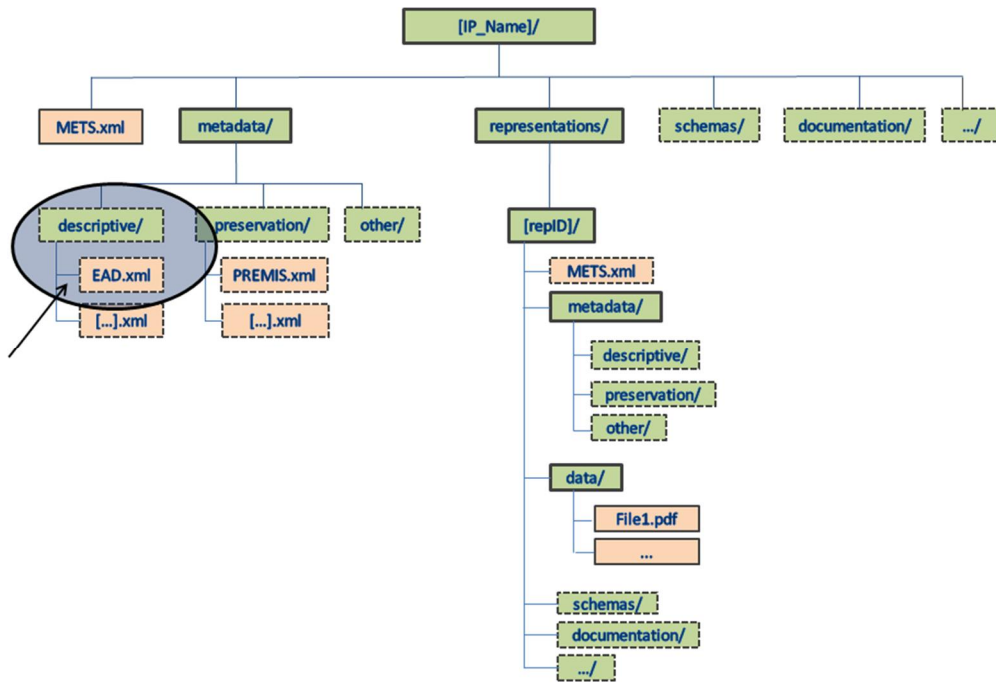 [IP_Name]/
METS.xml
metadata/
representations/
schemas/
documentation/
.../
descriptive/
preservation/
other/
EAD.xml
PREMIS.xml
[...].xml
[...].xml
[repID]/
METS.xml
metadata/
descriptive/
preservation/
other/
data/
File1.pdf
...
schemas/
documentation/
.../